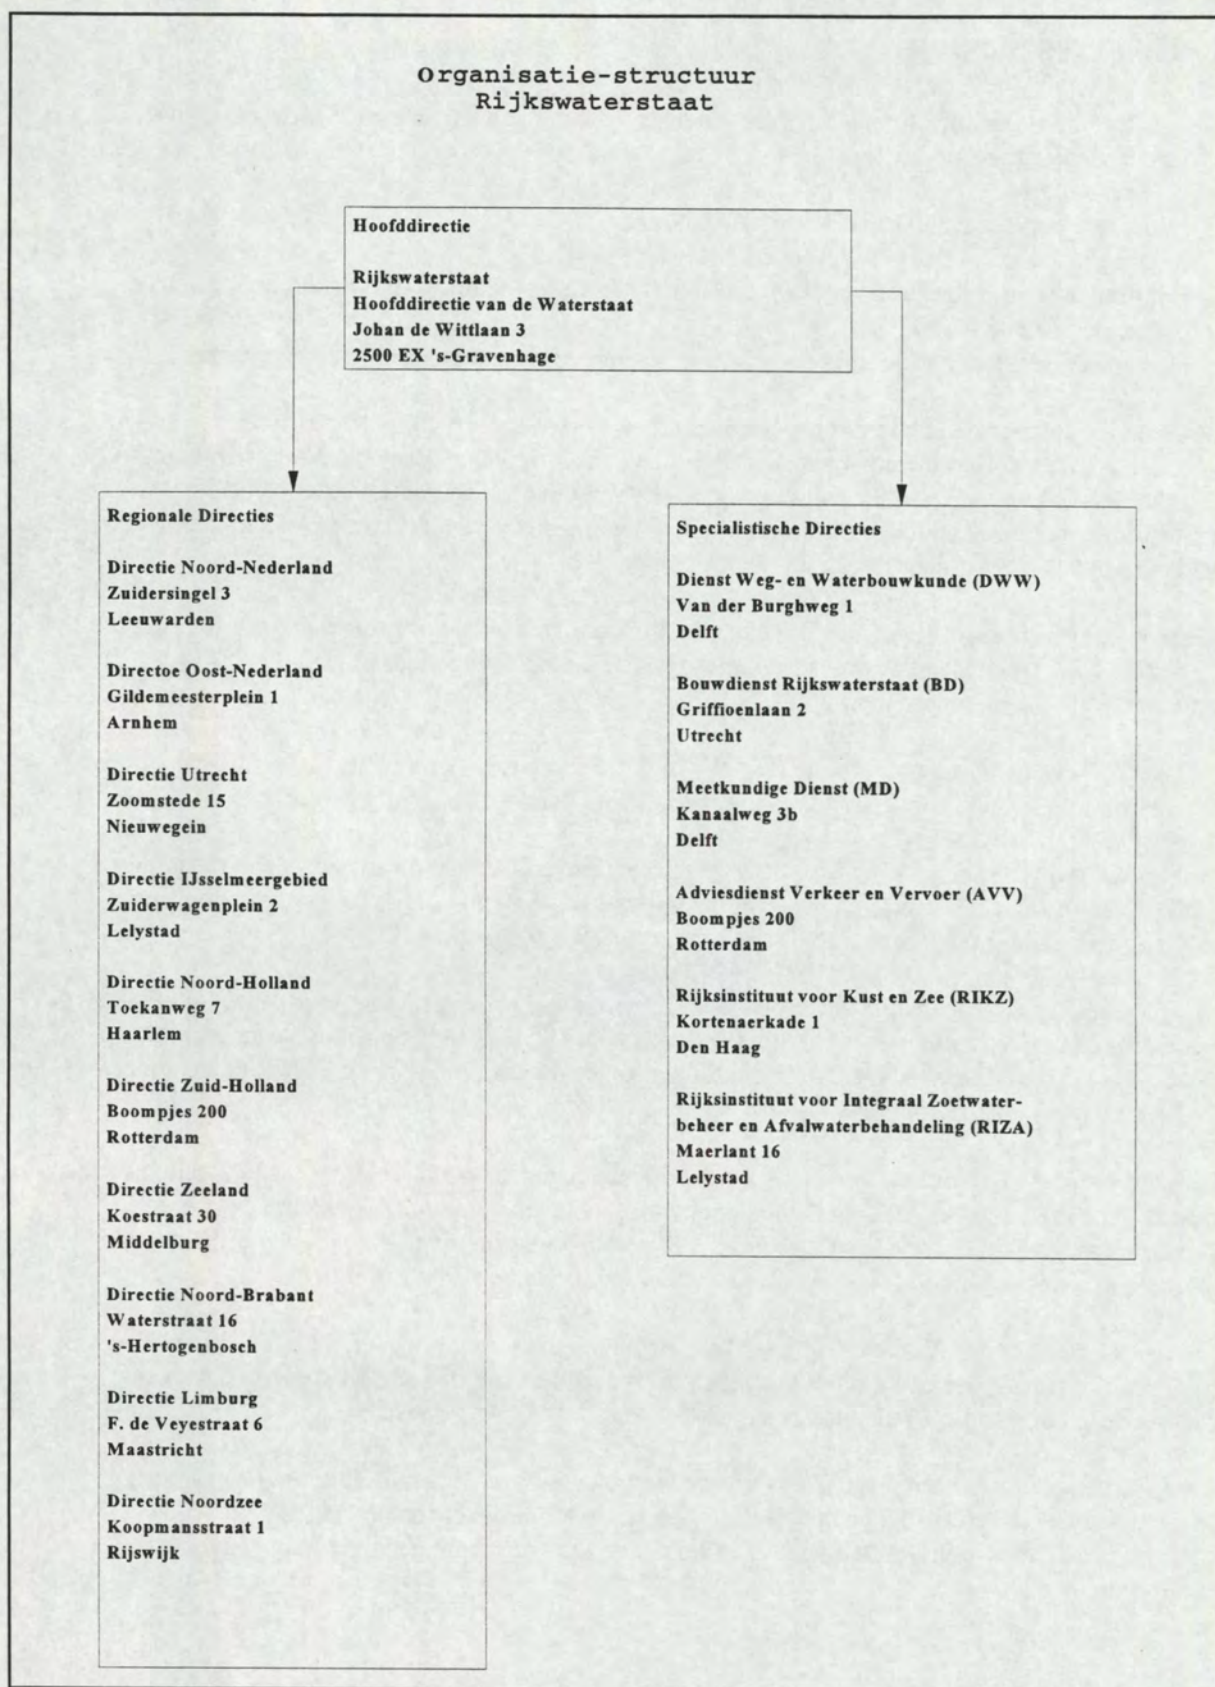 Organisatie-structuur
Rijkswaterstaat
Hoofddirectie
Rijkswaterstaat
Hoofddirectie van de Waterstaat
Johan de Wittlaan 3
2500 EX 's-Gravenhage
Regionale Directies
Directie Noord-Nederland
Zuidersingel 3
Leeuwarden
Directoe Oost-Nederland
Gildemeesterplein 1
Arnhem
Directie Utrecht
Zoomstede 15
Nieuwegein
Directie IJsselmeergebied
Zuiderwagenplein 2
Lelystad
Directie Noord-Holland
Toekanweg 7
Haarlem
Directie Zuid-Holland
Boompjes 200
Rotterdam
Directie Zeeland
Koestraat 30
Middelburg
Directie Noord-Brabant
Waterstraat 16
's-Hertogenbosch
Directie Limburg
F. de Veyestraat 6
Maastricht
Directie Noordzee
Koopmansstraat 1
Rijswijk
Specialistische Directies
Dienst Weg- en Waterbouwkunde (DWW)
Van der Burghweg 1
Delft
Bouwdienst Rijkswaterstaat (BD)
Griffioenlaan 2
Utrecht
Meetkundige Dienst (MD)
Kanaalweg 3b
Delft
Adviesdienst Verkeer en Vervoer (AVV)
Boompjes 200
Rotterdam
Rijksinstituut voor Kust en Zee (RIKZ)
Kortenaerkade 1
Den Haag
Rijksinstituut voor Integraal Zoetwater-
beheer en Afvalwaterbehandeling (RIZA)
Maerlant 16
Lelystad